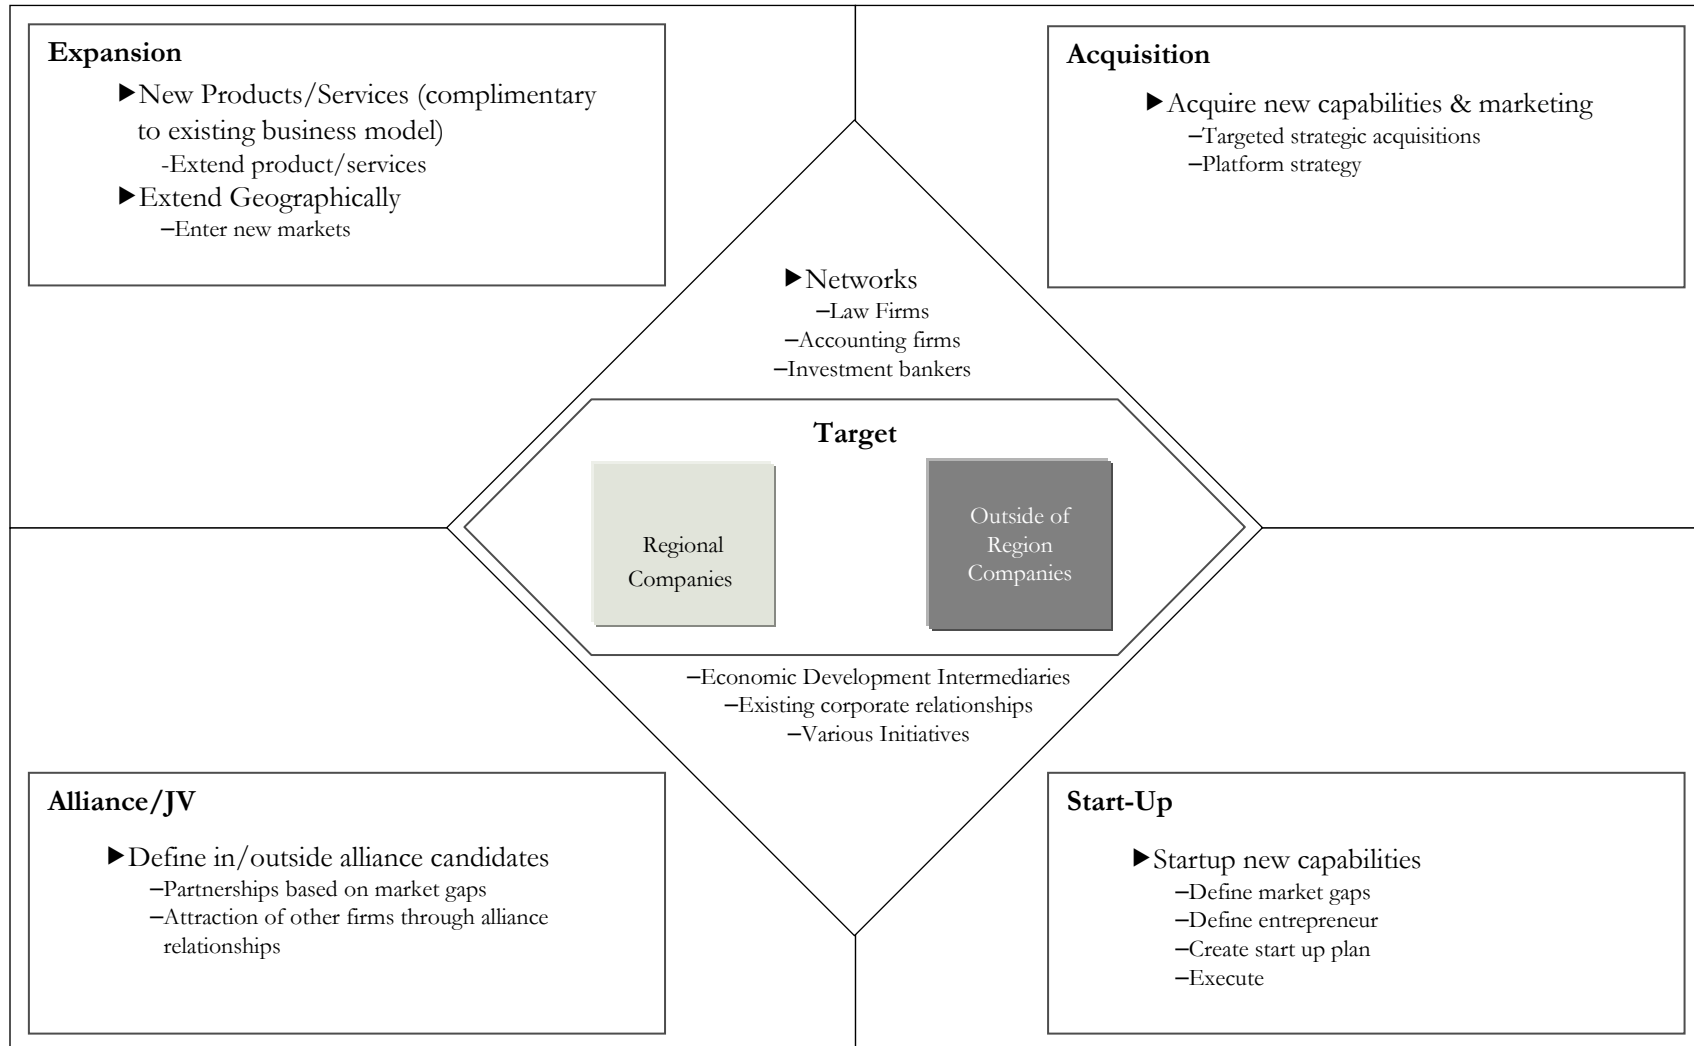 Expansion
▶New Products/Services (complimentary
to existing business model)
-Extend product/services
▶Extend Geographically
–Enter new markets
Acquisition
▶Acquire new capabilities & marketing
–Targeted strategic acquisitions
–Platform strategy
▶Networks
–Law Firms
–Accounting firms
–Investment bankers
Target
Regional
Companies
Outside of
Region
Companies
–Economic Development Intermediaries
–Existing corporate relationships
–Various Initiatives
Alliance/JV
▶Define in/outside alliance candidates
–Partnerships based on market gaps
–Attraction of other firms through alliance
relationships
Start-Up
▶Startup new capabilities
–Define market gaps
–Define entrepreneur
–Create start up plan
–Execute